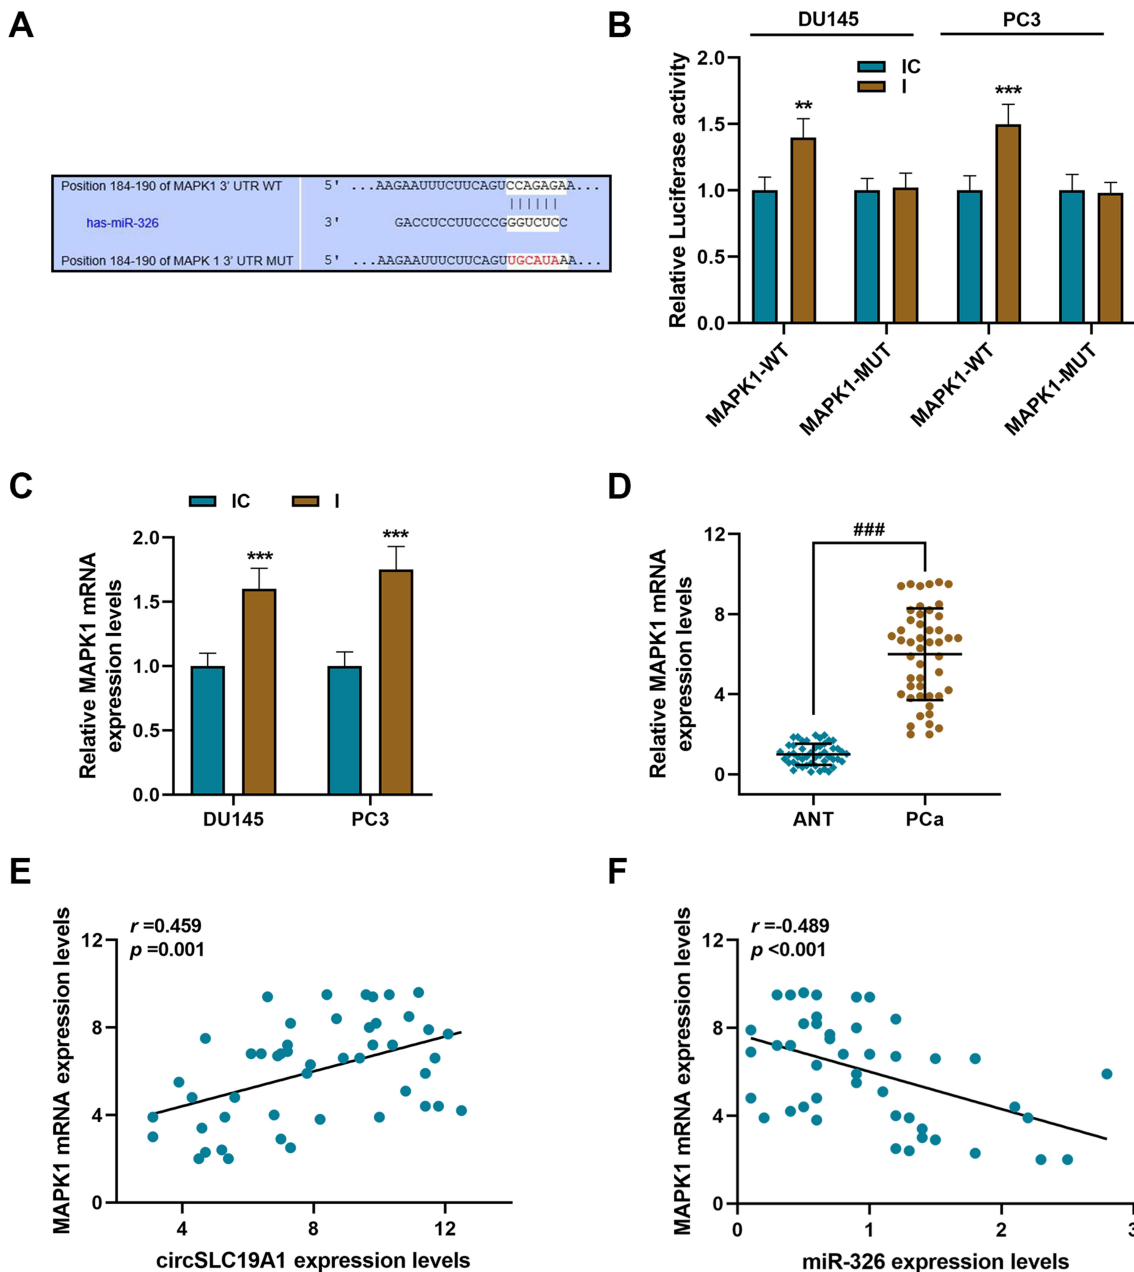 A
Position 184-190 of MAPK1 3' UTR WT 5' ...AAGAAUUUCUUCAGUCCAGAGAA...
has-miR-326 3' GACCUCCUUCCCGGGUCUCC
Position 184-190 of MAPK 1 3' UTR MUT 5' ...AAGAAUUUCUUCAGUUGCAUAAA...
B
DU145 PC3
IC
I
Relative Luciferase activity
2.0
1.5
1.0
0.5
0.0
** ***
MAPK1-WT MAPK1-MUT MAPK1-WT MAPK1-MUT
C
IC I
Relative MAPK1 mRNA
expression levels
2.0
1.5
1.0
0.5
0.0
*** ***
DU145 PC3
D
Relative MAPK1 mRNA
expression levels
12
8
4
0
###
ANT PCa
E
r =0.459
p =0.001
MAPK1 mRNA expression levels
12
8
4
0
4 8 12
circSLC19A1 expression levels
F
r =-0.489
p <0.001
MAPK1 mRNA expression levels
12
8
4
0
0 1 2 3
miR-326 expression levels